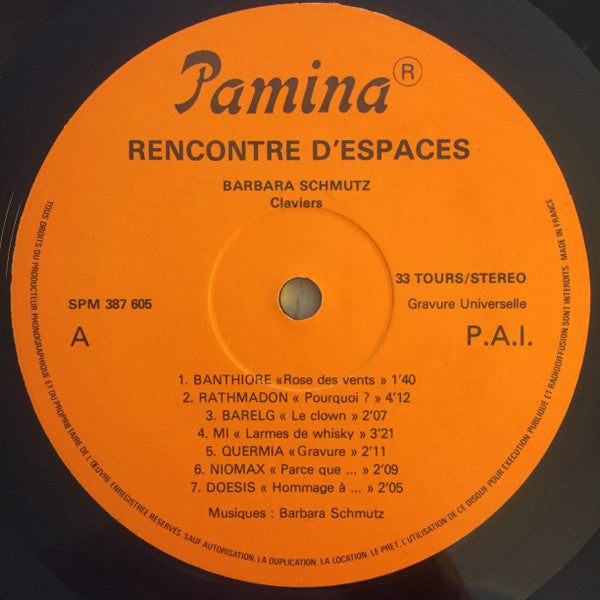 Pamina®
RENCONTRE D'ESPACES
BARBARA SCHMUTZ
Claviers
33 TOURS/STEREO
SPM 387 605
Gravure Universelle
A
P.A.I.
1. BANTHIORE «Rose des vents » 1'40
2. RATHMADON « Pourquoi ? » 4'12
3. BARELG « Le clown » 2'07
4. MI « Larmes de whisky » 3'21
5. QUERMIA «Gravure » 2'11
6. NIOMAX « Parce que ... » 2'09
7. DOESIS « Hommage à ... » 2'05
Musiques : Barbara Schmutz
TOUS DROITS DU PRODUCTEUR PHONOGRAPHIQUE ET DU PROPRIETAIRE DE L'ŒUVRE ENREGISTREE RESERVES. SAUF AUTORISATION, LA DUPLICATION, LA LOCATION, LE PRET, L'UTILISATION DE CE DISQUE POUR EXECUTION PUBLIQUE ET RADIODIFFUSION SONT INTERDITS. MADE IN FRANCE